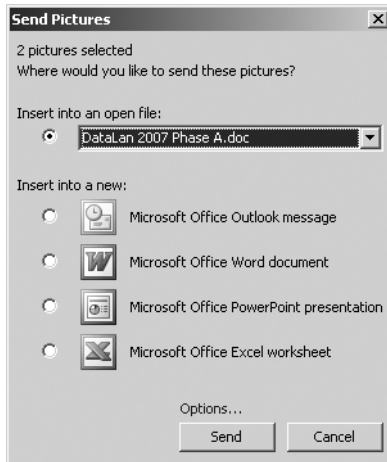 Send Pictures
2 pictures selected
Where would you like to send these pictures?
Insert into an open file:
DataLan 2007 Phase A.doc
Insert into a new:
Microsoft Office Outlook message
Microsoft Office Word document
Microsoft Office PowerPoint presentation
Microsoft Office Excel worksheet
Options...
Send Cancel